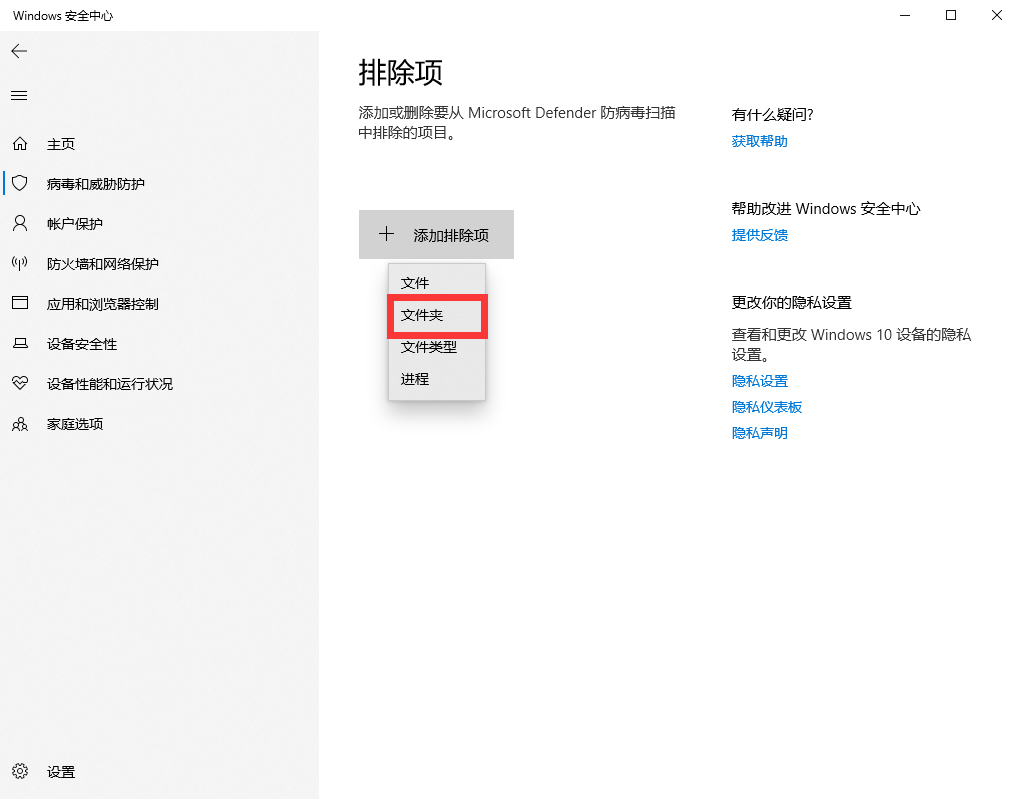 Windows 安全中心
主页
病毒和威胁防护
帐户保护
防火墙和网络保护
应用和浏览器控制
设备安全性
设备性能和运行状况
家庭选项
设置
排除项
添加或删除要从 Microsoft Defender 防病毒扫描
中排除的项目。
添加排除项
文件
文件夹
文件类型
进程
有什么疑问?
获取帮助
帮助改进 Windows 安全中心
提供反馈
更改你的隐私设置
查看和更改 Windows 10 设备的隐私
设置。
隐私设置
隐私仪表板
隐私声明